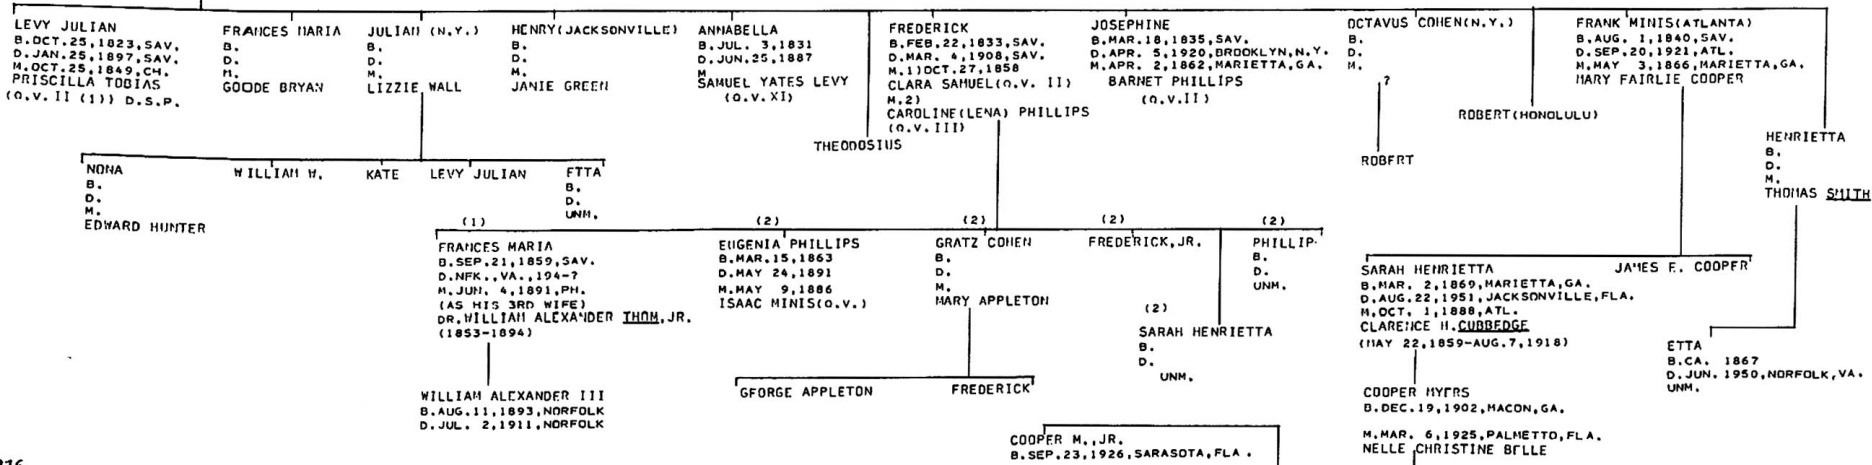 LEVY JULIAN
B.OCT.25,1823,SAV.
D.JAN.25,1897,SAV.
M.OCT.25,1849,CH.
PRISCILLA TOBIAS
(Q.V. II (1)) D.S.P.
FRANCES MARIA
B.
D.
M.
GOODE BRYAN
JULIAN (N.Y.)
B.
D.
M.
LIZZIE WALL
HENRY(JACKSONVILLE)
B.
D.
M.
JANIE GREEN
ANNABELLA
B.JUL. 3,1831
D.JUN.25,1887
M
SAMUEL YATES LEVY
(Q.V.XI)
THEODOSIUS
FREDERICK
B.FEB.22,1833,SAV.
D.MAR. 4,1908,SAV.
M.1)OCT.27,1858
CLARA SAMUEL(Q.V. II)
M.2)
CAROLINE(LENA) PHILLIPS
(Q.V.III)
JOSEPHINE
B.MAR.18,1835,SAV.
D.APR. 5,1920,BROOKLYN,N.Y.
M.APR. 2,1862,MARIETTA,GA.
BARNET PHILLIPS
(Q.V.II)
OCTAVUS COHEN(N.Y.)
B.
D.
M.
?
ROBERT
ROBERT(HONOLULU)
FRANK MINIS(ATLANTA)
B.AUG. 1,1840,SAV.
D.SEP.20,1921,ATL.
M.MAY 3,1866,MARIETTA,GA.
MARY FAIRLIE COOPER
HENRIETTA
B.
D.
M.
THOMAS SMITH
NONA
B.
D.
M.
EDWARD HUNTER
WILLIAM W.
KATE
LEVY JULIAN
ETTA
B.
D.
UNM.
(1)
FRANCES MARIA
B.SEP.21,1859,SAV.
D.NFK.,VA.,194-?
M.JUN. 4,1891,PH.
(AS HIS 3RD WIFE)
DR.WILLIAM ALEXANDER THOM,JR.
(1853-1894)
(2)
EUGENIA PHILLIPS
B.MAR.15,1863
D.MAY 24,1891
M.MAY 9,1886
ISAAC MINIS(Q.V.)
(2)
GRATZ COHEN
B.
D.
M.
MARY APPLETON
(2)
FREDERICK,JR.
(2)
SARAH HENRIETTA
B.
D.
UNM.
(2)
PHILLIP
B.
D.
UNM.
SARAH HENRIETTA
B.MAR. 2,1869,MARIETTA,GA.
D.AUG.22,1951,JACKSONVILLE,FLA.
M.OCT. 1,1888,ATL.
CLARENCE H.CUBBEDGE
(MAY 22,1859-AUG.7,1918)
JAMES F. COOPER
ETTA
B.CA. 1867
D.JUN. 1950,NORFOLK,VA.
UNM.
WILLIAM ALEXANDER III
B.AUG.11,1893,NORFOLK
D.JUL. 2,1911,NORFOLK
GEORGE APPLETON
FREDERICK
COOPER MYERS
B.DEC.19,1902,MACON,GA.
M.MAR. 6,1925,PALMETTO,FLA.
NELLE CHRISTINE BELLE
COOPER M.,JR.
B.SEP.23,1926,SARASOTA,FLA.